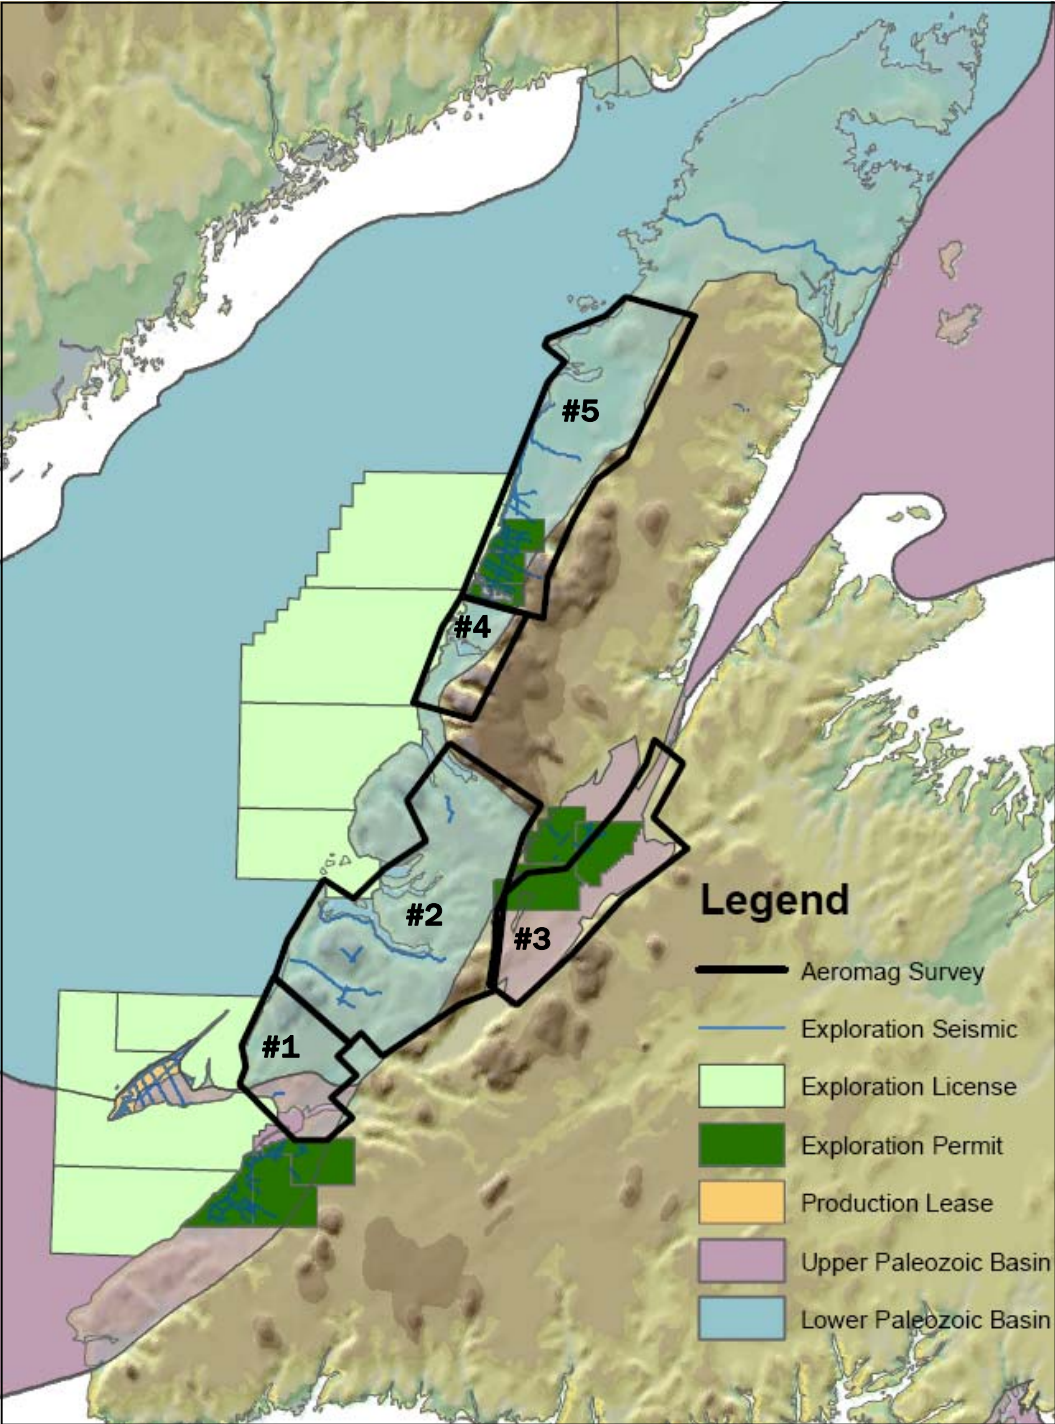 #5
#4
#2
#3
#1
Legend
Aeromag Survey
Exploration Seismic
Exploration License
Exploration Permit
Production Lease
Upper Paleozoic Basin
Lower Paleozoic Basin